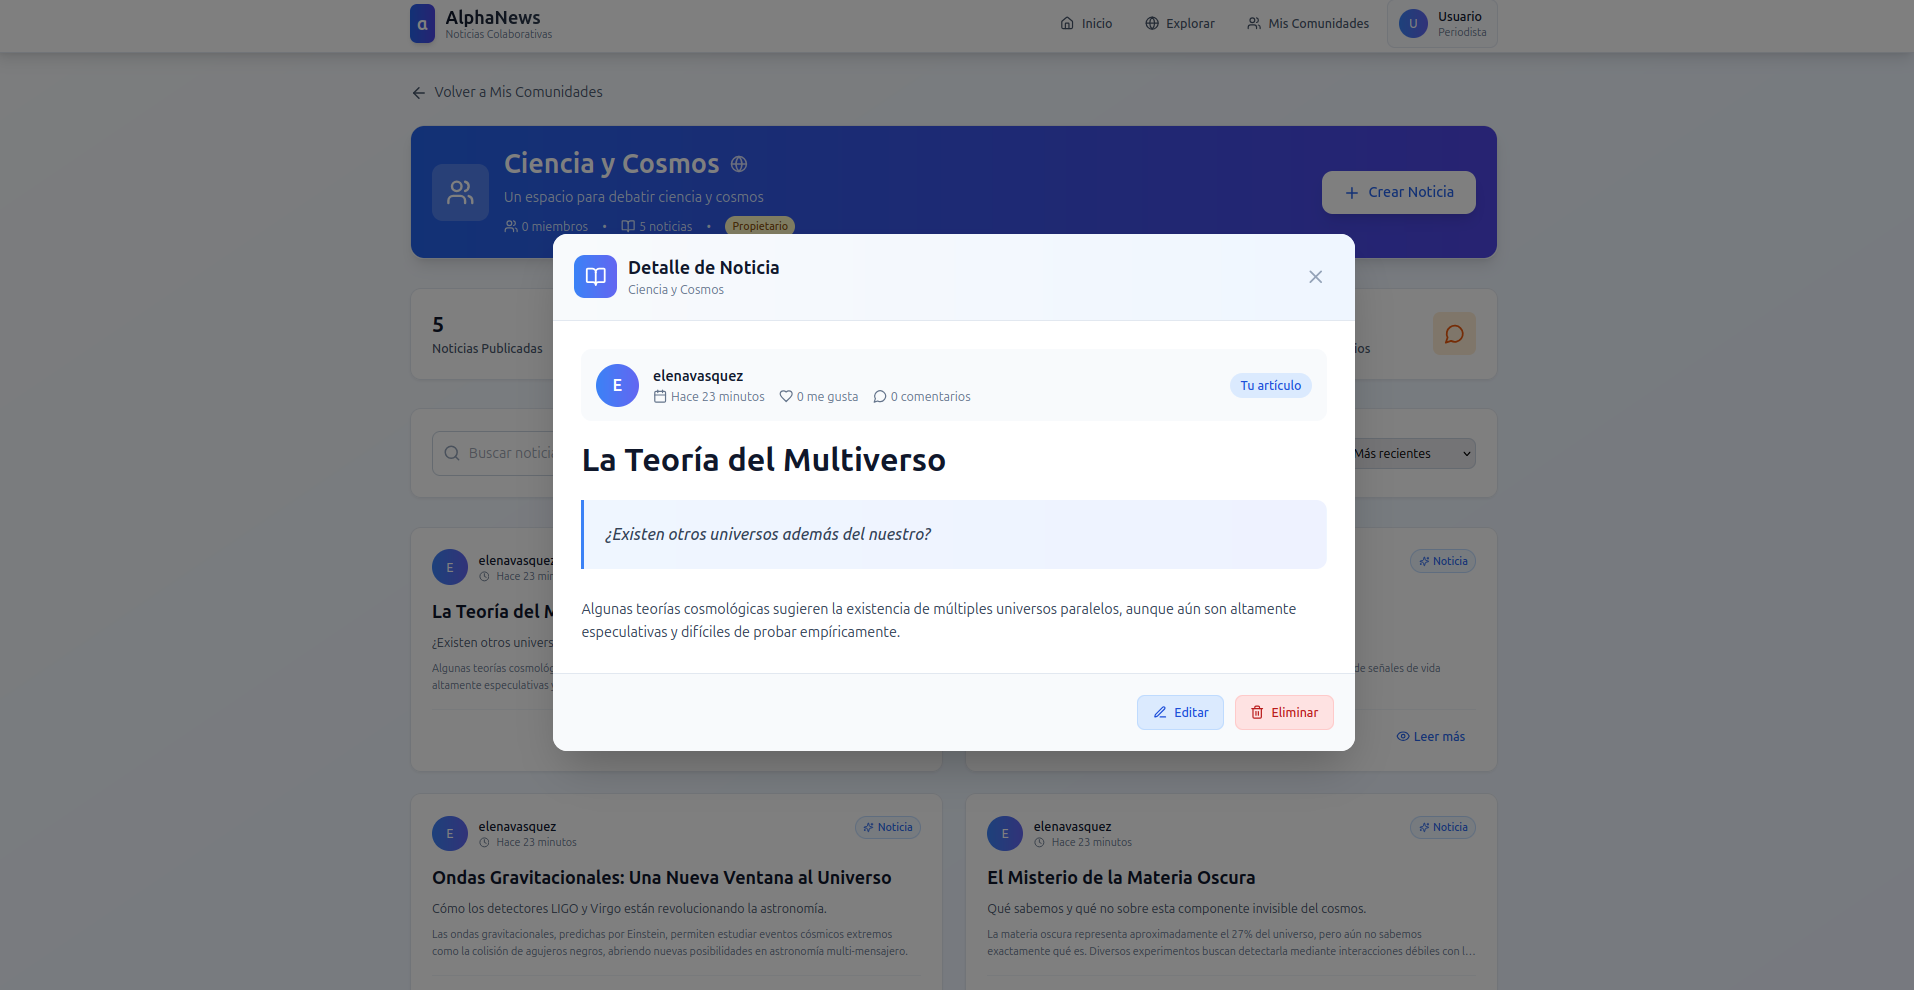 α
AlphaNews
Noticias Colaborativas
Inicio
Explorar
Mis Comunidades
U
Usuario
Periodista
Volver a Mis Comunidades
Ciencia y Cosmos
Un espacio para debatir ciencia y cosmos
0 miembros • 5 noticias • Propietario
Crear Noticia
Detalle de Noticia
Ciencia y Cosmos
5
Noticias Publicadas
ios
E
elenavasquez
Hace 23 minutos 0 me gusta 0 comentarios
Tu artículo
La Teoría del Multiverso
¿Existen otros universos además del nuestro?
Algunas teorías cosmológicas sugieren la existencia de múltiples universos paralelos, aunque aún son altamente
especulativas y difíciles de probar empíricamente.
Editar
Eliminar
Buscar notici
Más recientes
E
elenavasquez
Hace 23 mi
La Teoría del
¿Existen otros univers
Algunas teorías cosmoló
altamente especulativas
Noticia
de señales de vida
Leer más
E
elenavasquez
Hace 23 minutos
Noticia
Ondas Gravitacionales: Una Nueva Ventana al Universo
Cómo los detectores LIGO y Virgo están revolucionando la astronomía.
Las ondas gravitacionales, predichas por Einstein, permiten estudiar eventos cósmicos extremos
como la colisión de agujeros negros, abriendo nuevas posibilidades en astronomía multi-mensajero.
E
elenavasquez
Hace 23 minutos
Noticia
El Misterio de la Materia Oscura
Qué sabemos y qué no sobre esta componente invisible del cosmos.
La materia oscura representa aproximadamente el 27% del universo, pero aún no sabemos
exactamente qué es. Diversos experimentos buscan detectarla mediante interacciones débiles con l…